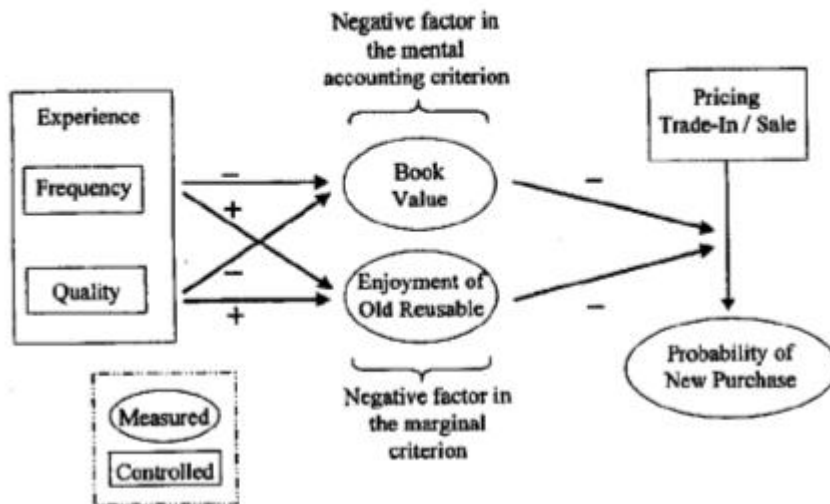 Negative factor in
the mental
accounting criterion
Experience
Frequency
Quality
−
+
−
+
Book
Value
Enjoyment of
Old Reusable
−
−
Pricing
Trade-In / Sale
Probability of
New Purchase
Negative factor in
the marginal
criterion
Measured
Controlled